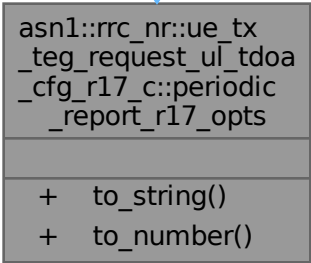 asn1::rrc_nr::ue_tx
_teg_request_ul_tdoa
_cfg_r17_c::periodic
_report_r17_opts
+ to_string()
+ to_number()